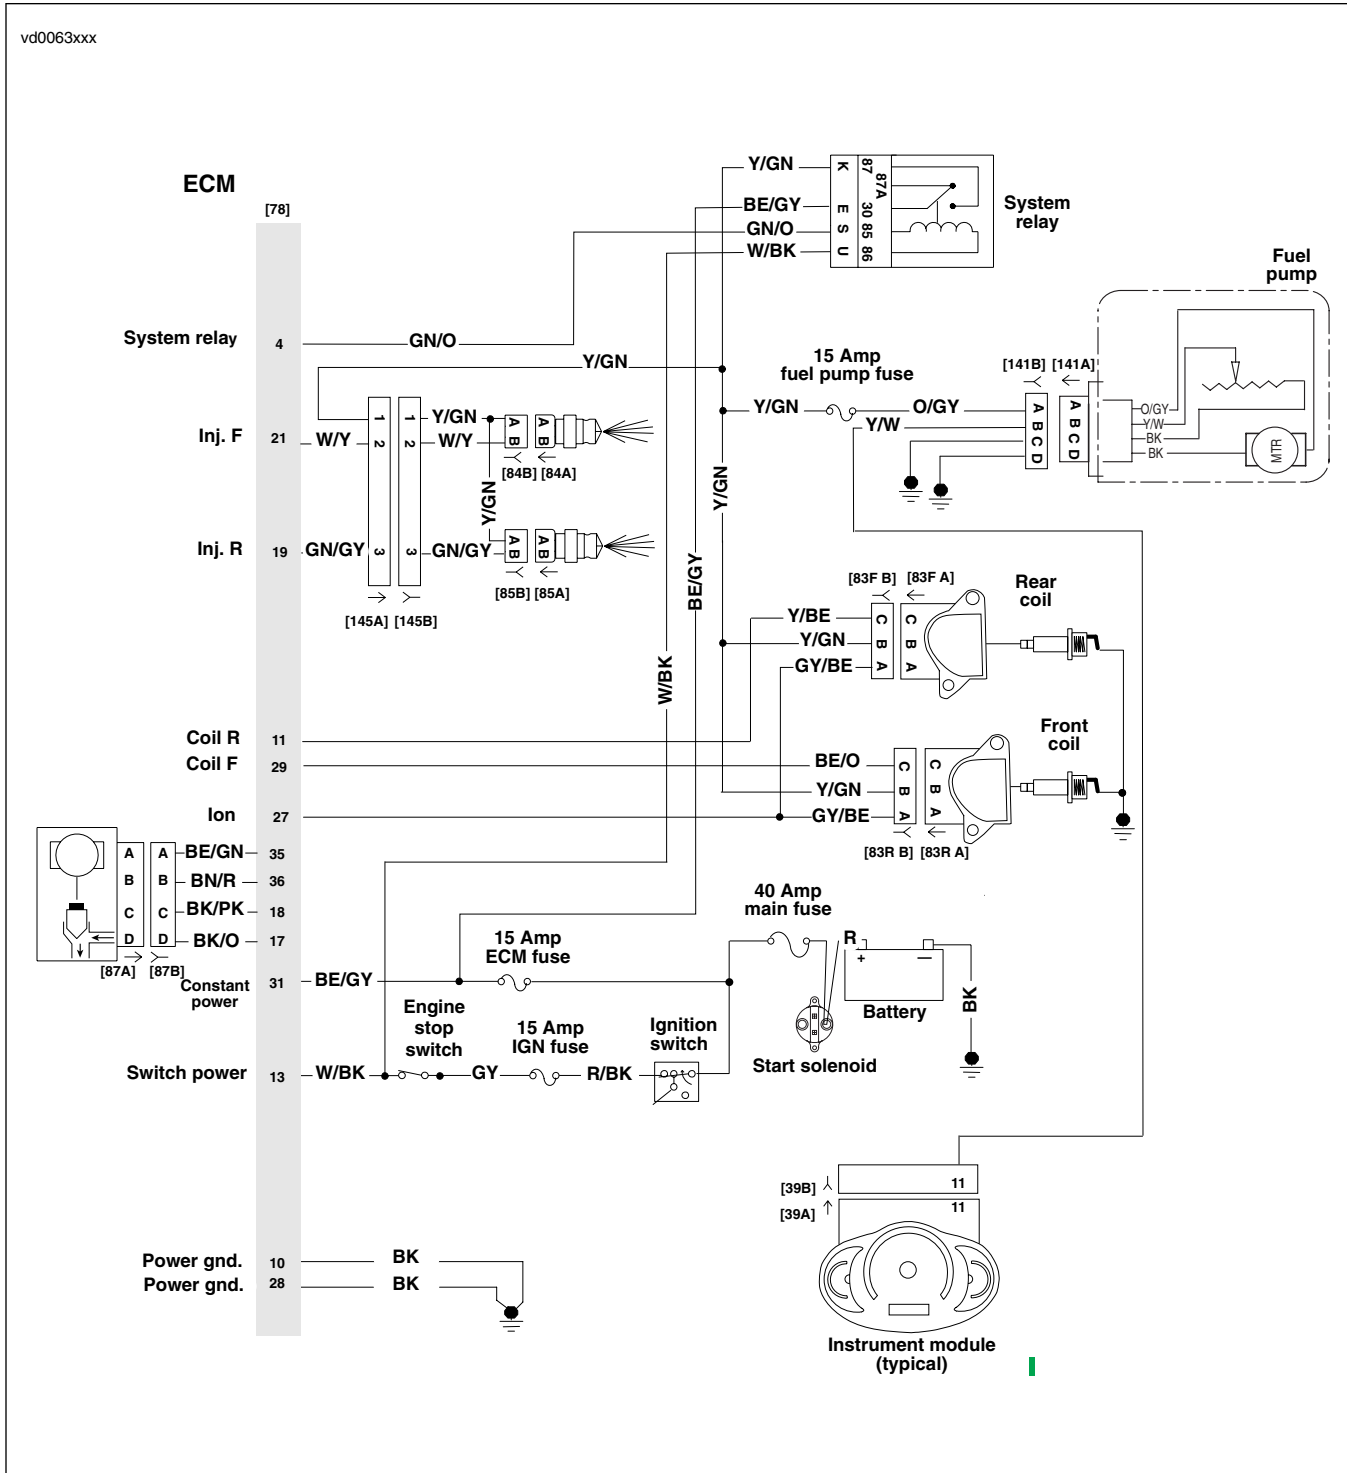 vd0063xxx
ECM
[78]
Y/GN
K
87
87A
BE/GY
E
30
GN/O
S
85
W/BK
U
86
System
relay
Fuel
pump
System relay
4
GN/O
Y/GN
15 Amp
fuel pump fuse
[141B]
[141A]
Y/GN
O/GY
Y/W
A
B
C
D
A
B
C
D
O/GY
Y/W
BK
BK
MTR
Inj. F
21
W/Y
1
2
3
1
2
3
Y/GN
W/Y
A
B
A
B
[84B]
[84A]
Y/GN
Y/GN
Inj. R
19
GN/GY
GN/GY
A
B
A
B
[85B]
[85A]
[145A]
[145B]
BE/GY
W/BK
[83F B]
[83F A]
Rear
coil
Y/BE
Y/GN
GY/BE
C
B
A
C
B
A
Coil R
11
Coil F
29
Front
coil
BE/O
Y/GN
GY/BE
C
B
A
C
B
A
[83R B]
[83R A]
Ion
27
A
B
C
D
A
B
C
D
BE/GN
35
BN/R
36
BK/PK
18
BK/O
17
[87A]
[87B]
Constant
power
31
BE/GY
15 Amp
ECM fuse
40 Amp
main fuse
R
+
—
Battery
BK
Start solenoid
Engine
stop
switch
15 Amp
IGN fuse
Ignition
switch
Switch power
13
W/BK
GY
R/BK
[39B]
11
[39A]
11
Power gnd.
10
BK
Power gnd.
28
BK
Instrument module
(typical)